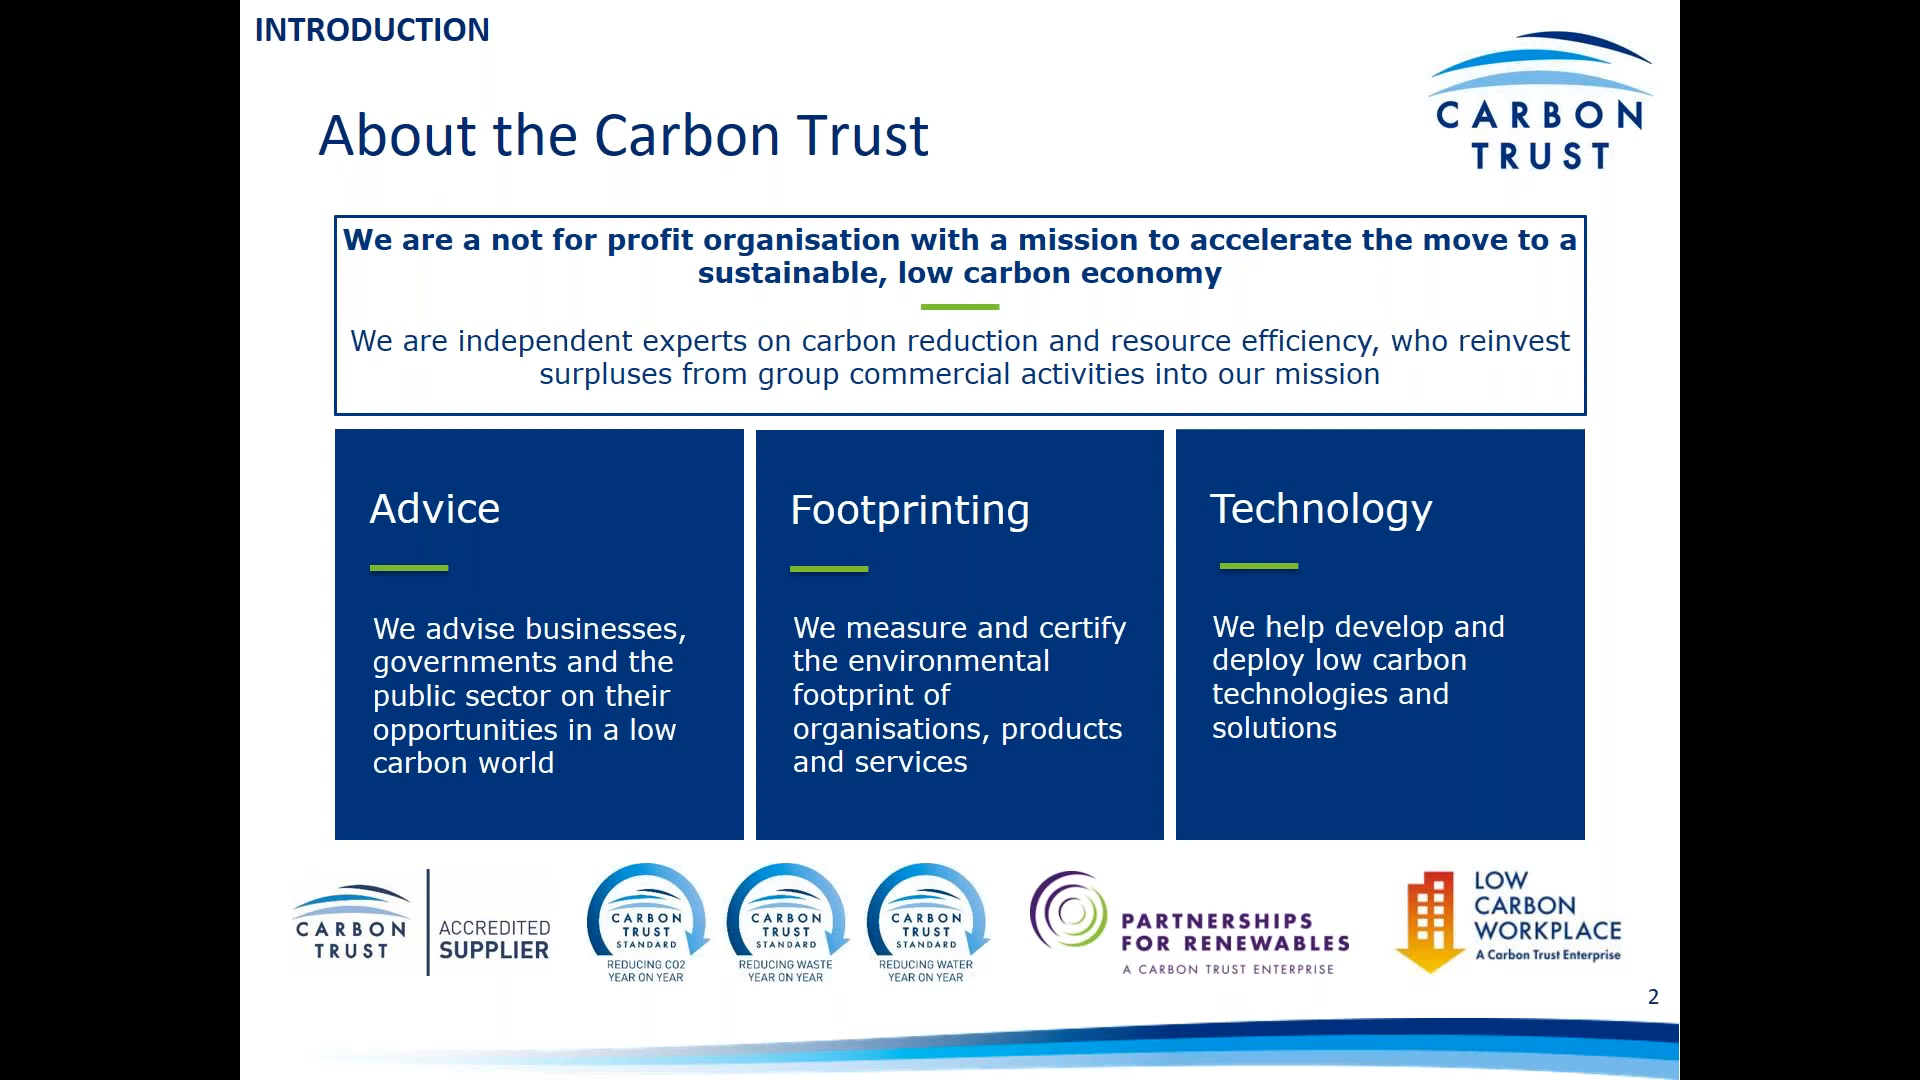 INTRODUCTION
CARBON
TRUST
About the Carbon Trust
We are a not for profit organisation with a mission to accelerate the move to a
sustainable, low carbon economy
We are independent experts on carbon reduction and resource efficiency, who reinvest
surpluses from group commercial activities into our mission
Advice
We advise businesses,
governments and the
public sector on their
opportunities in a low
carbon world
Footprinting
We measure and certify
the environmental
footprint of
organisations, products
and services
Technology
We help develop and
deploy low carbon
technologies and
solutions
CARBON
TRUST
ACCREDITED
SUPPLIER
CARBON
TRUST
STANDARD
REDUCING CO2
YEAR ON YEAR
CARBON
TRUST
STANDARD
REDUCING WASTE
YEAR ON YEAR
CARBON
TRUST
STANDARD
REDUCING WATER
YEAR ON YEAR
PARTNERSHIPS
FOR RENEWABLES
A CARBON TRUST ENTERPRISE
LOW
CARBON
WORKPLACE
A Carbon Trust Enterprise
2